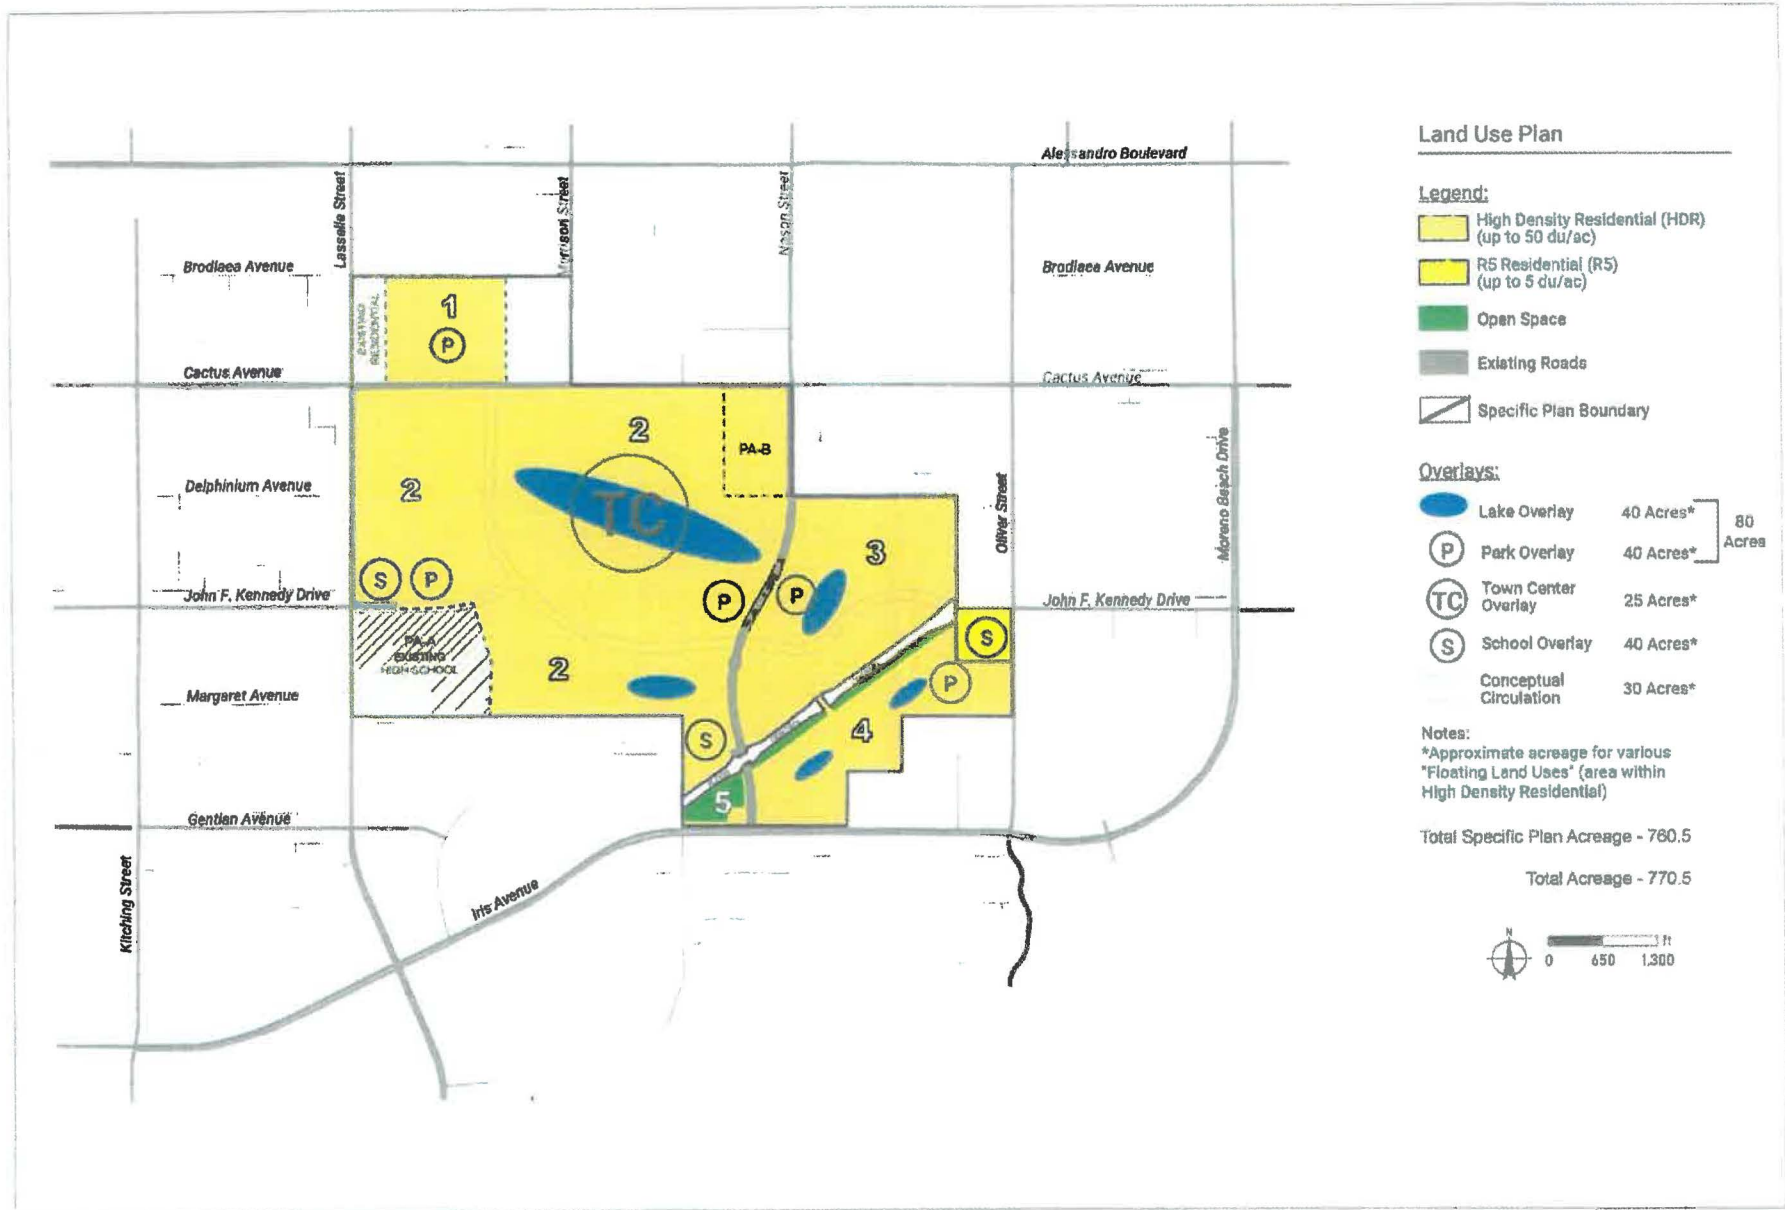 Land Use Plan
Legend:
High Density Residential (HDR)
(up to 50 du/ac)
R5 Residential (R5)
(up to 5 du/ac)
Open Space
Existing Roads
Specific Plan Boundary
Overlays:
Lake Overlay 40 Acres*
80
Acres
P Park Overlay 40 Acres*
TC Town Center
Overlay 25 Acres*
S School Overlay 40 Acres*
Conceptual
Circulation 30 Acres*
Notes:
*Approximate acreage for various
"Floating Land Uses" (area within
High Density Residential)
Total Specific Plan Acreage - 760.5
Total Acreage - 770.5
N
ft
0 650 1,300
Alessandro Boulevard
Lasselle Street
Morrison Street
Nason Street
Brodiaea Avenue
Brodiaea Avenue
1
P
EXISTING
RESIDENTIAL
Cactus Avenue
Cactus Avenue
2
PA-B
Delphinium Avenue
2
TC
Oliver Street
Moreno Beach Drive
3
S P
P
P
John F. Kennedy Drive
John F. Kennedy Drive
S
PA-A
EXISTING
HIGH SCHOOL
2
P
Margaret Avenue
S
4
5
Gentian Avenue
Kitching Street
Iris Avenue